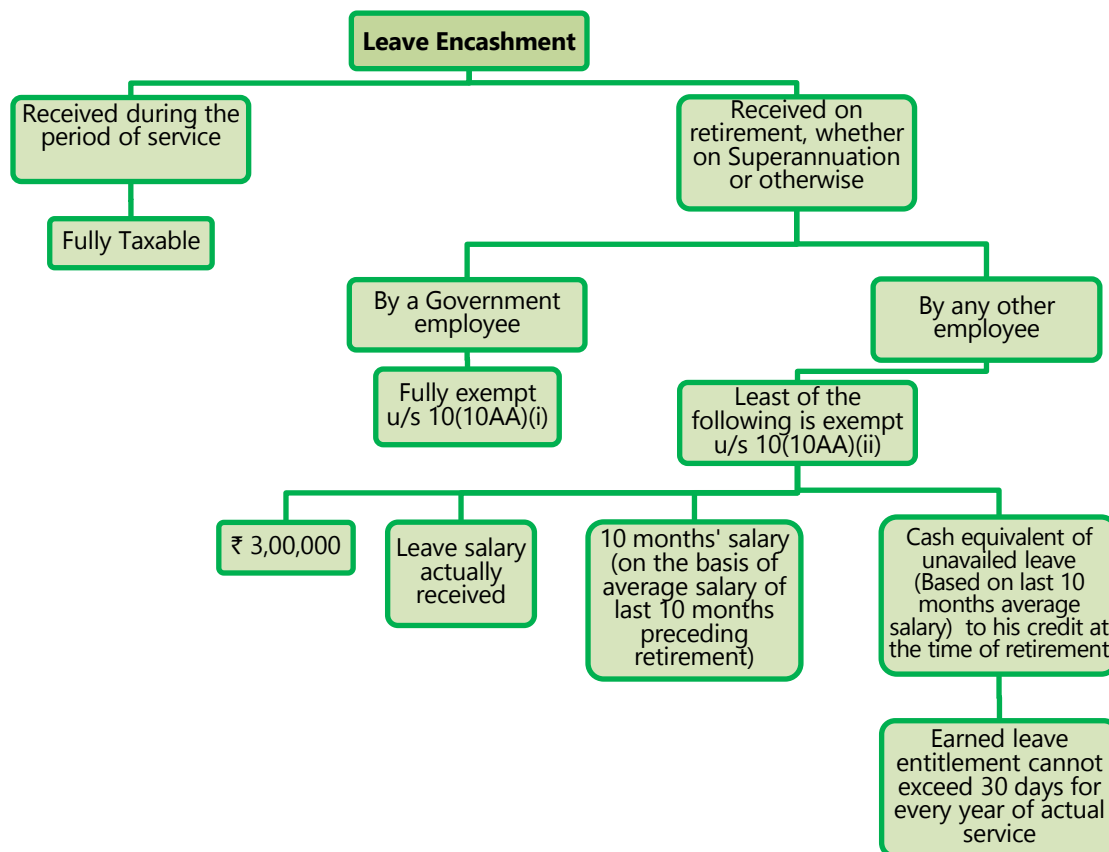 Leave Encashment
Received during the
period of service
Fully Taxable
Received on
retirement, whether
on Superannuation
or otherwise
By a Government
employee
Fully exempt
u/s 10(10AA)(i)
By any other
employee
Least of the
following is exempt
u/s 10(10AA)(ii)
₹ 3,00,000
Leave salary
actually
received
10 months' salary
(on the basis of
average salary of
last 10 months
preceding
retirement)
Cash equivalent of
unavailed leave
(Based on last 10
months average
salary) to his credit at
the time of retirement
Earned leave
entitlement cannot
exceed 30 days for
every year of actual
service